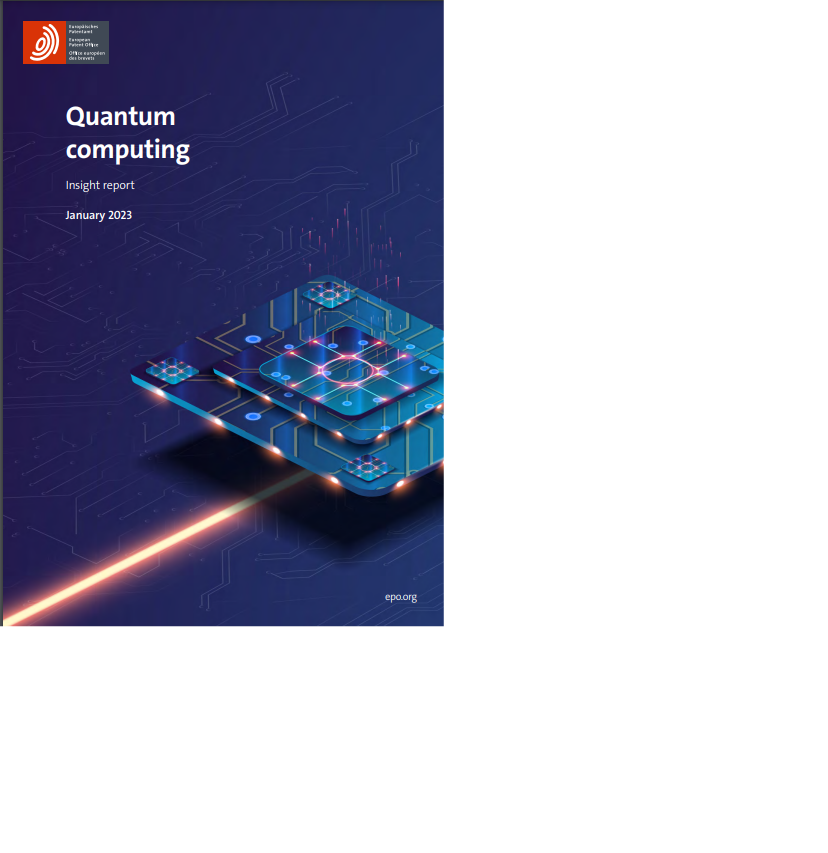 Europäisches
Patentamt
European
Patent Office
Office européen
des brevets
Quantum
computing
Insight report
January 2023
epo.org